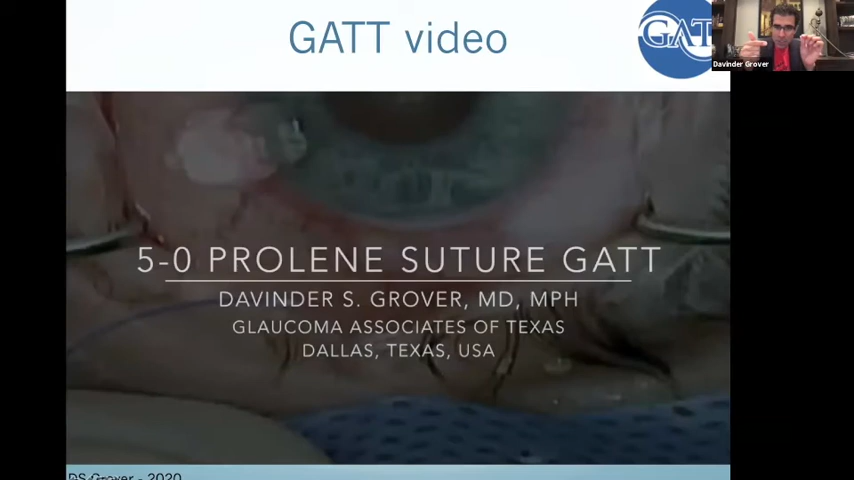 GATT video
GAT
Davinder Grover
5-0 PROLENE SUTURE GATT
DAVINDER S. GROVER, MD, MPH
GLAUCOMA ASSOCIATES OF TEXAS
DALLAS, TEXAS, USA
DS Grover - 2020